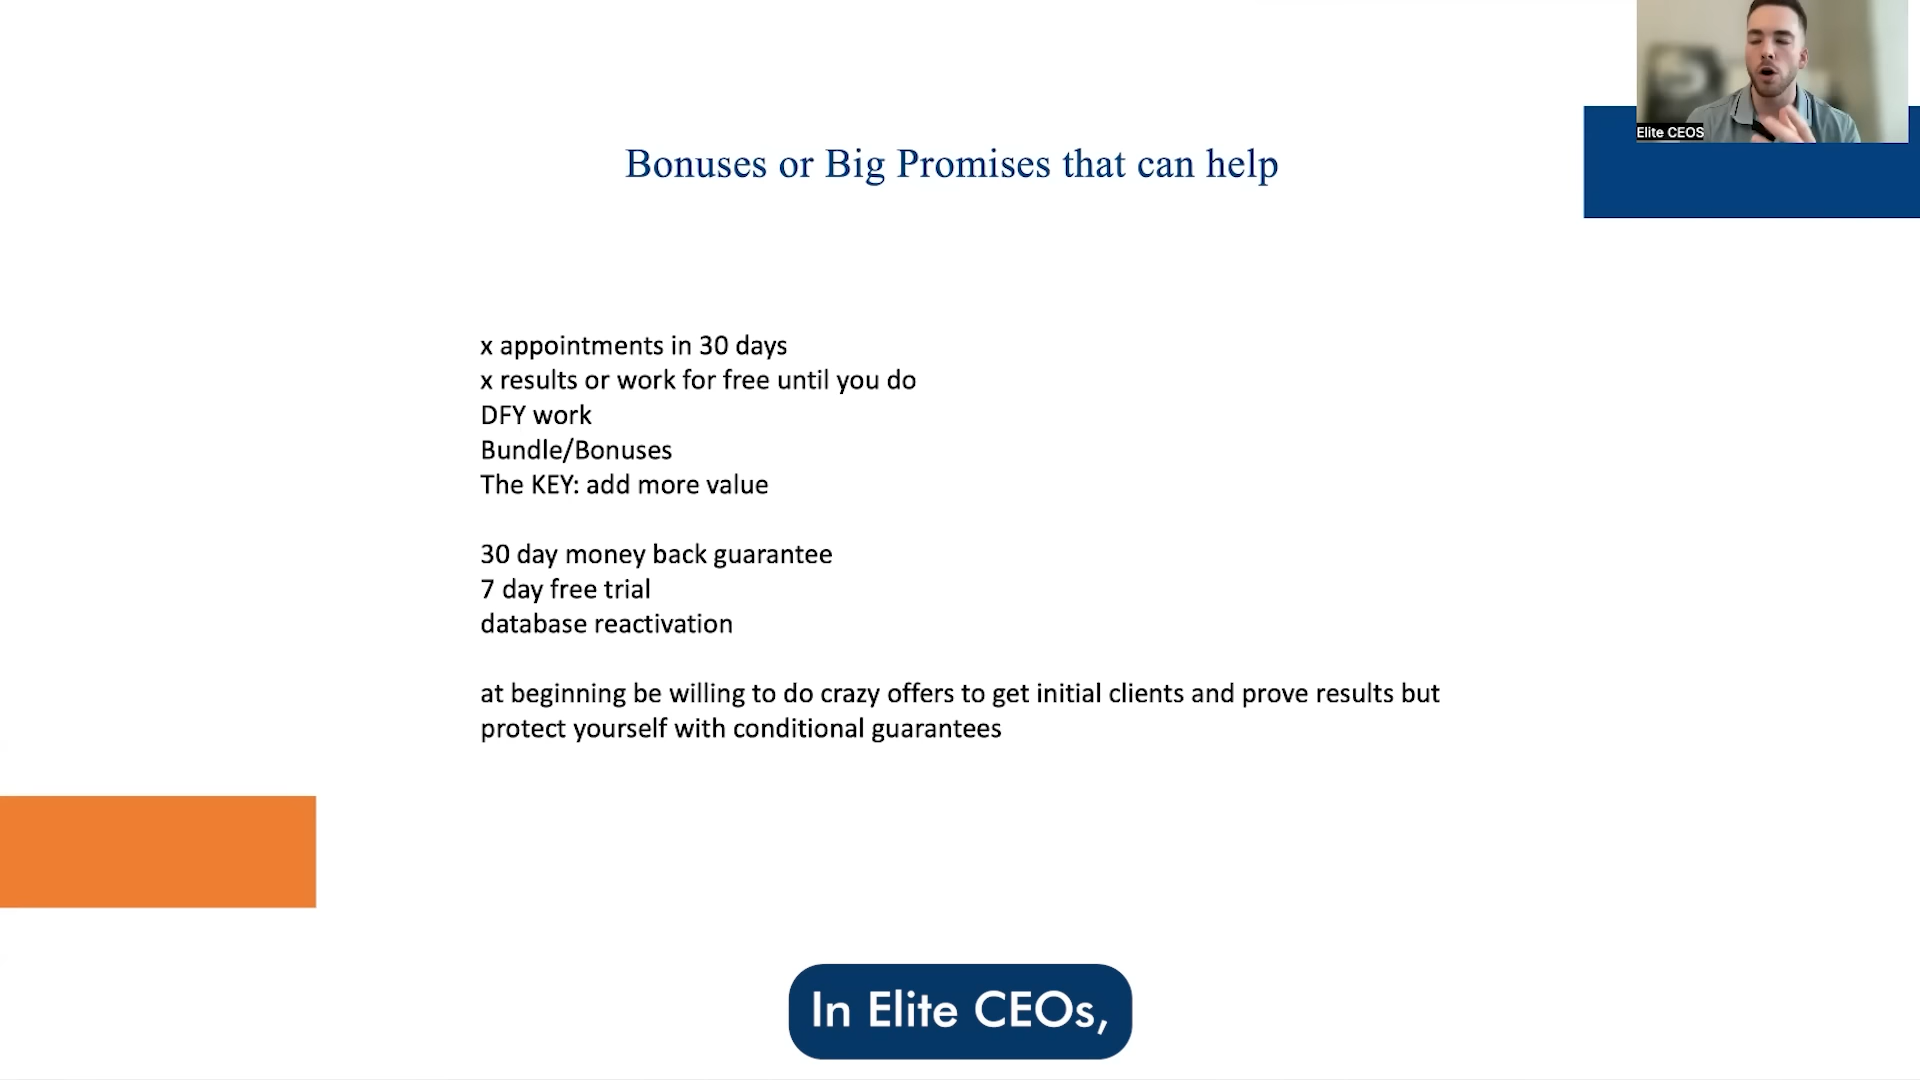 Elite CEOS
Bonuses or Big Promises that can help
x appointments in 30 days
x results or work for free until you do
DFY work
Bundle/Bonuses
The KEY: add more value
30 day money back guarantee
7 day free trial
database reactivation
at beginning be willing to do crazy offers to get initial clients and prove results but
protect yourself with conditional guarantees
In Elite CEOs,